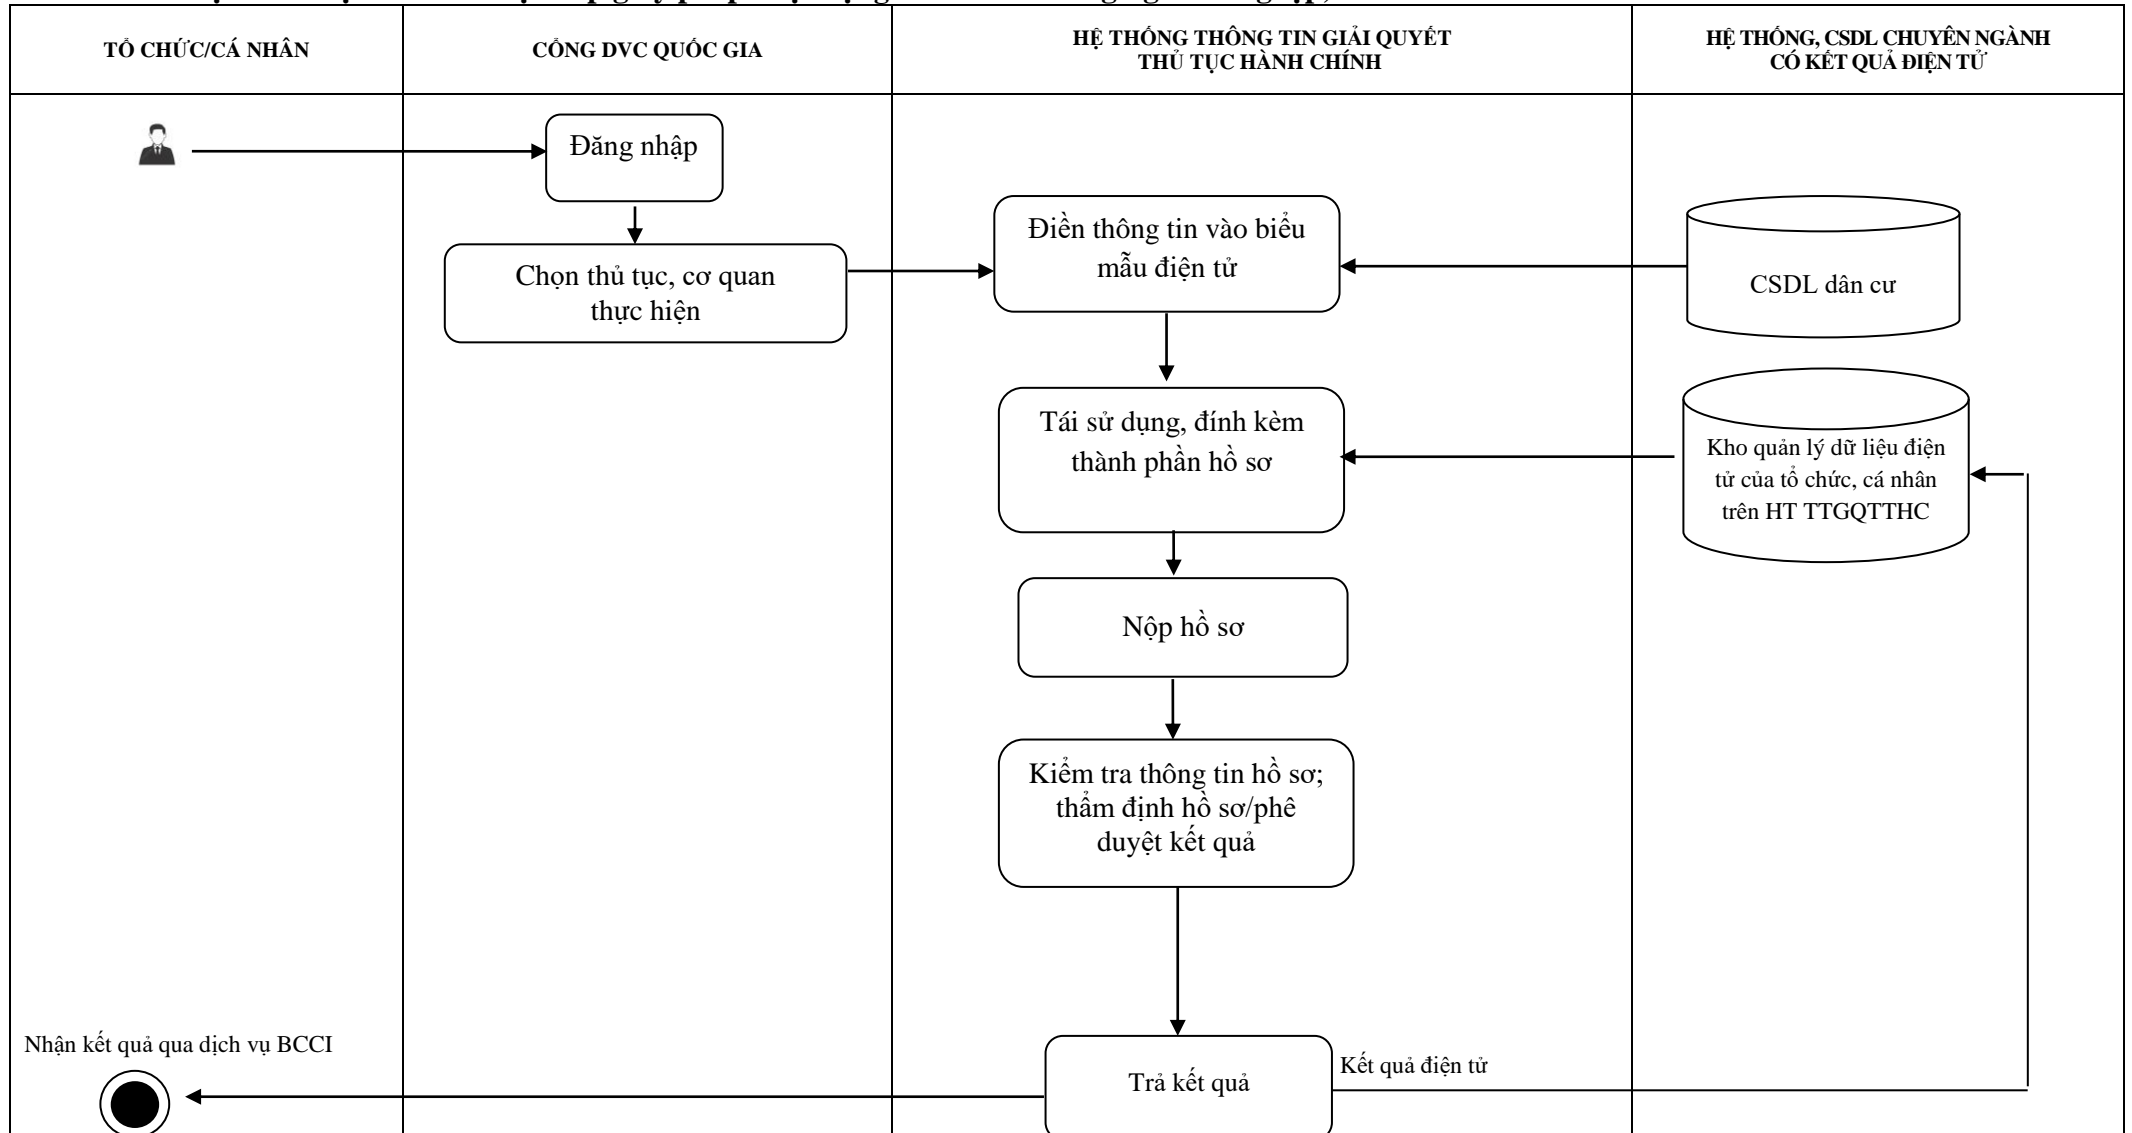 TỔ CHỨC/CÁ NHÂN
CỔNG DVC QUỐC GIA
HỆ THỐNG THÔNG TIN GIẢI QUYẾT
THỦ TỤC HÀNH CHÍNH
HỆ THỐNG, CSDL CHUYÊN NGÀNH
CÓ KẾT QUẢ ĐIỆN TỬ
Đăng nhập
Chọn thủ tục, cơ quan
thực hiện
Điền thông tin vào biểu
mẫu điện tử
CSDL dân cư
Tái sử dụng, đính kèm
thành phần hồ sơ
Kho quản lý dữ liệu điện
tử của tổ chức, cá nhân
trên HT TTGQTTHC
Nộp hồ sơ
Kiểm tra thông tin hồ sơ;
thẩm định hồ sơ/phê
duyệt kết quả
Nhận kết quả qua dịch vụ BCCI
Trả kết quả
Kết quả điện tử